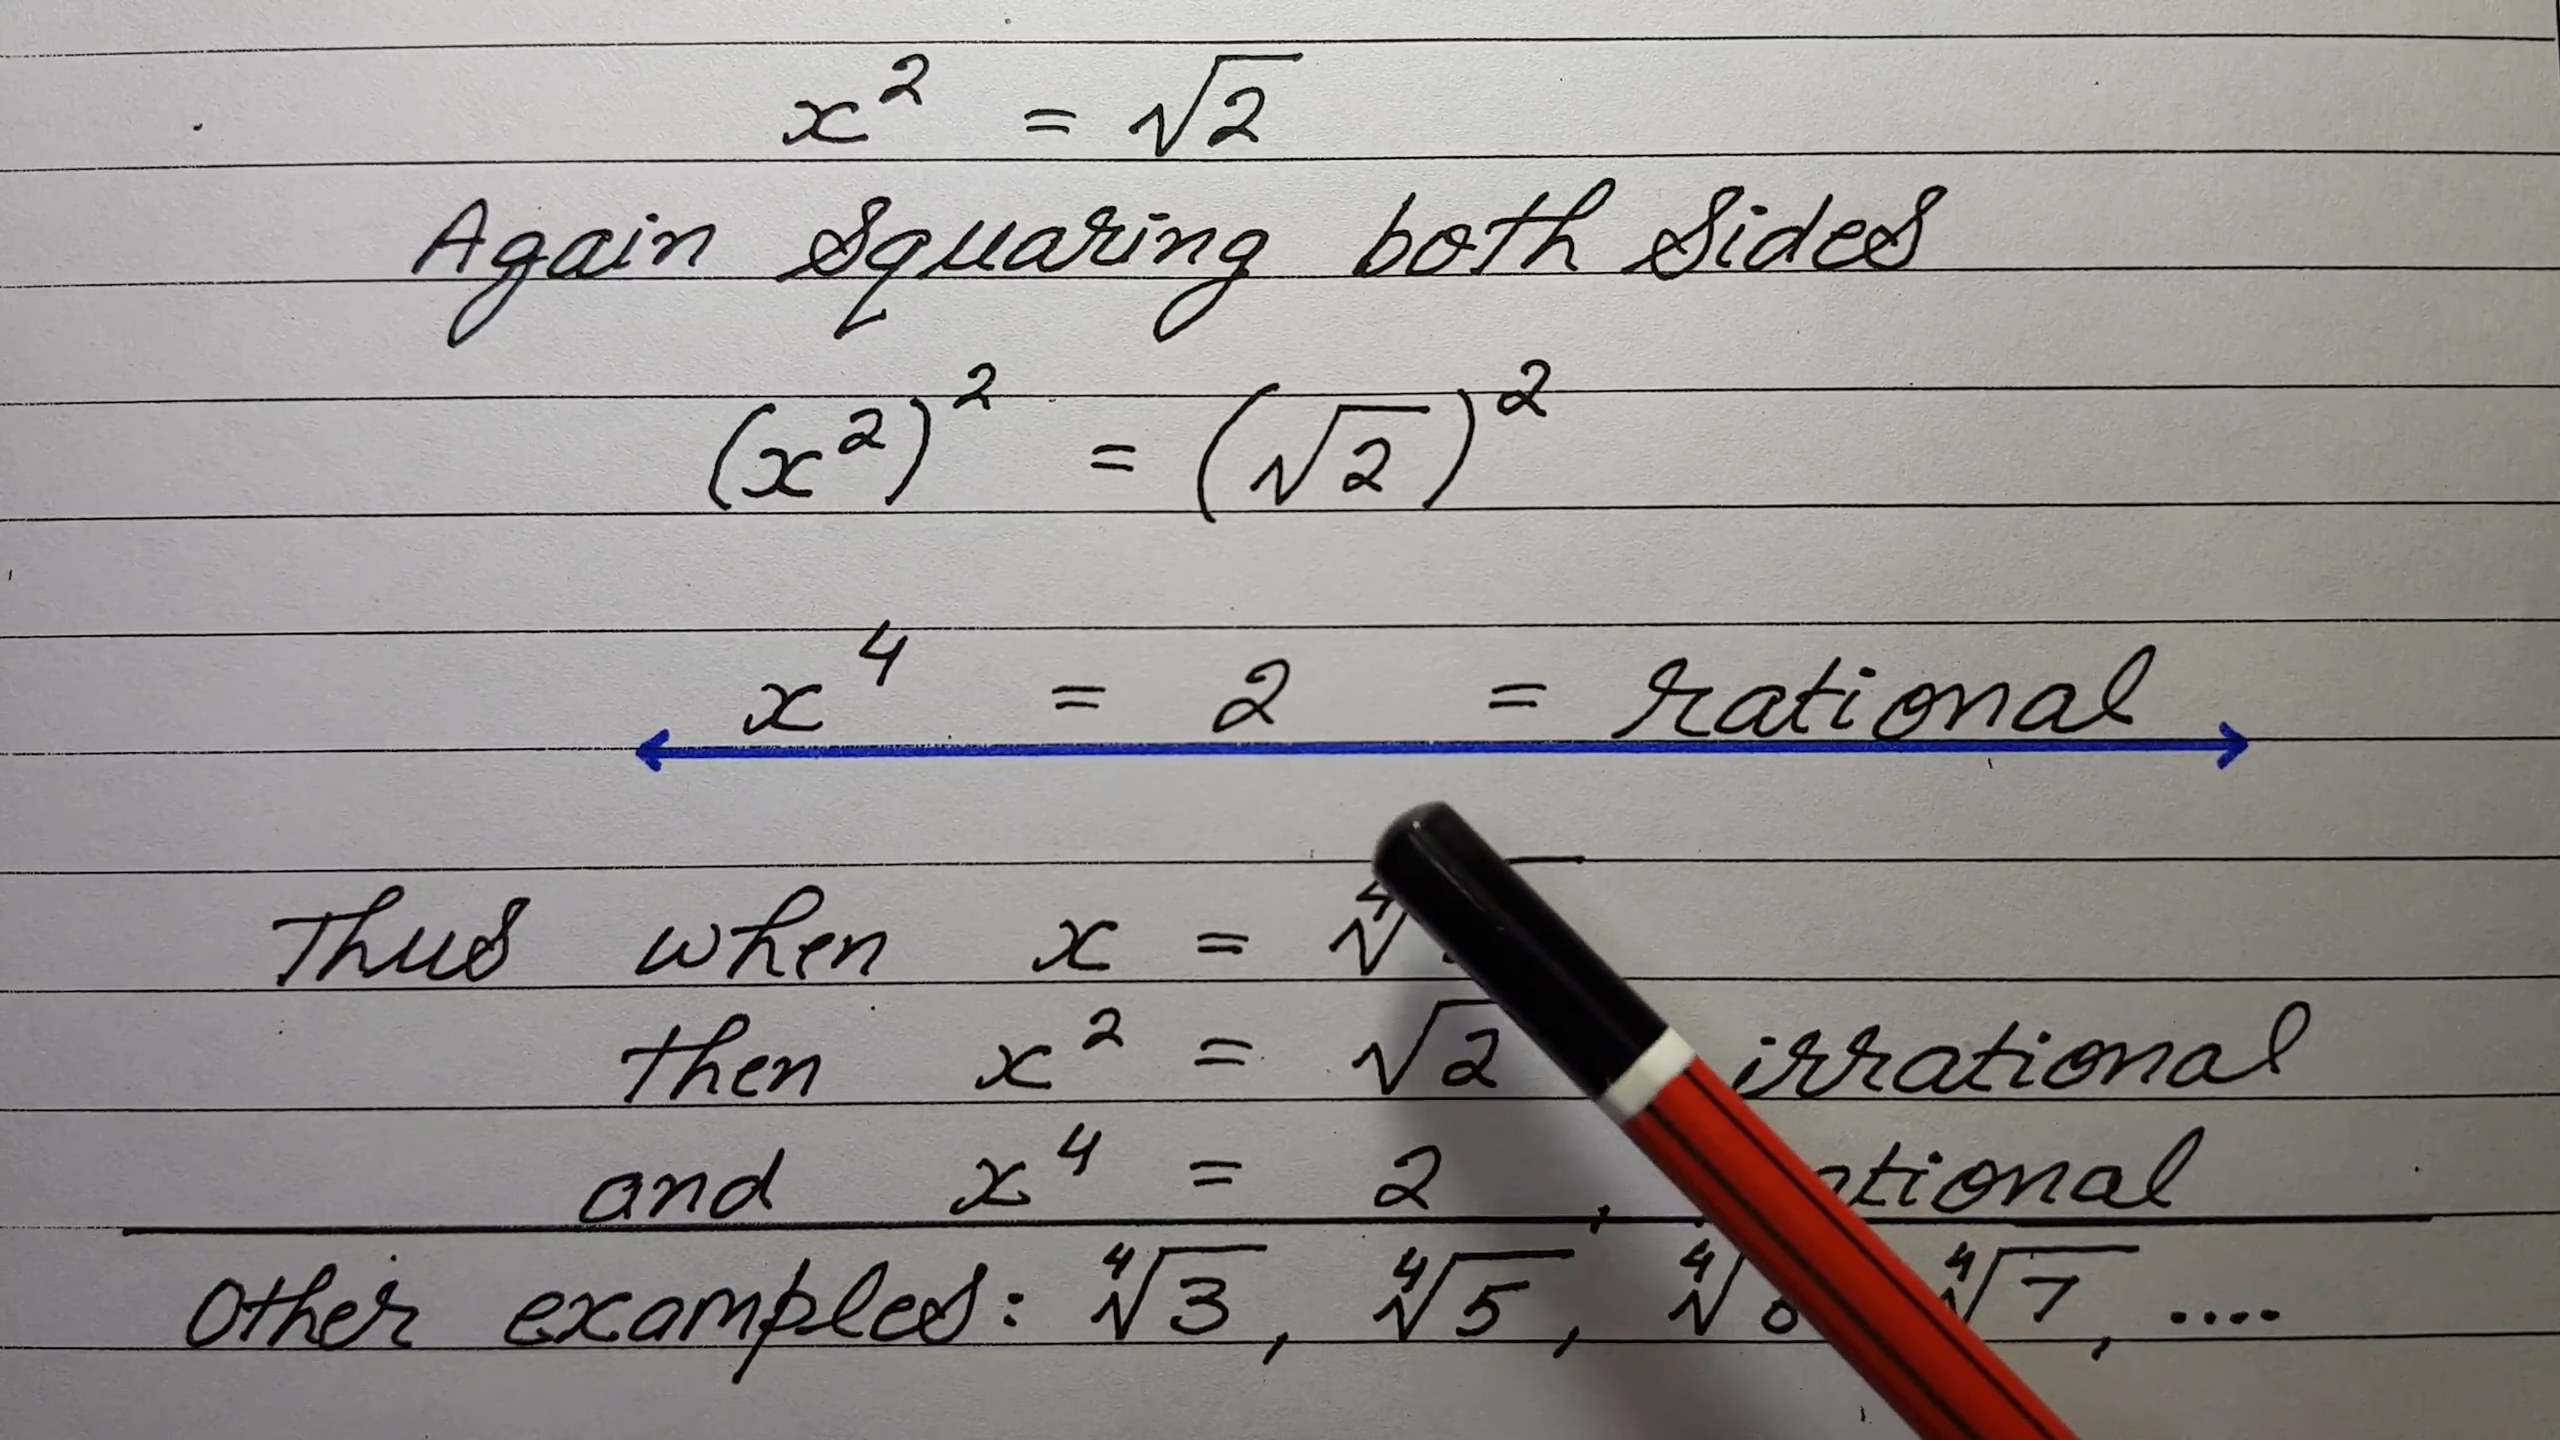 x² = √2
Again Squaring both Sides
(x²)² = (√2)²
x⁴ = 2 = rational
Thus when x = ∜
then x² = √2 irrational
and x⁴ = 2 ,
Other examples: ∜3, ∜5, ∜ ∜7, ....